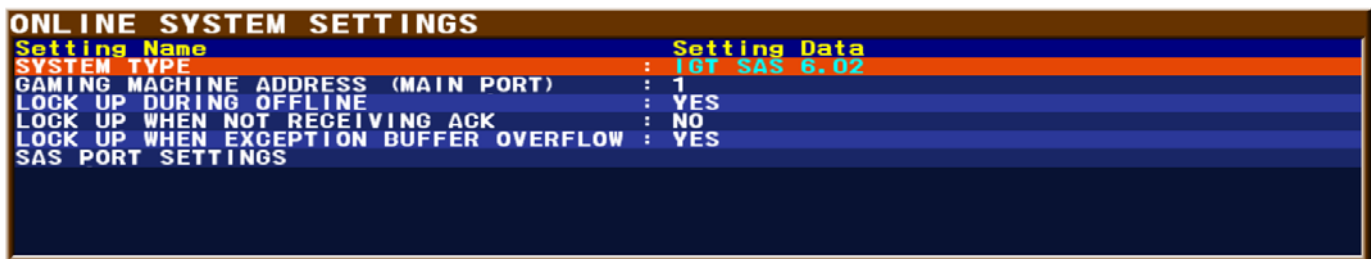 ONLINE SYSTEM SETTINGS
Setting Name Setting Data
SYSTEM TYPE : IGT SAS 6.02
GAMING MACHINE ADDRESS (MAIN PORT) : 1
LOCK UP DURING OFFLINE : YES
LOCK UP WHEN NOT RECEIVING ACK : NO
LOCK UP WHEN EXCEPTION BUFFER OVERFLOW : YES
SAS PORT SETTINGS